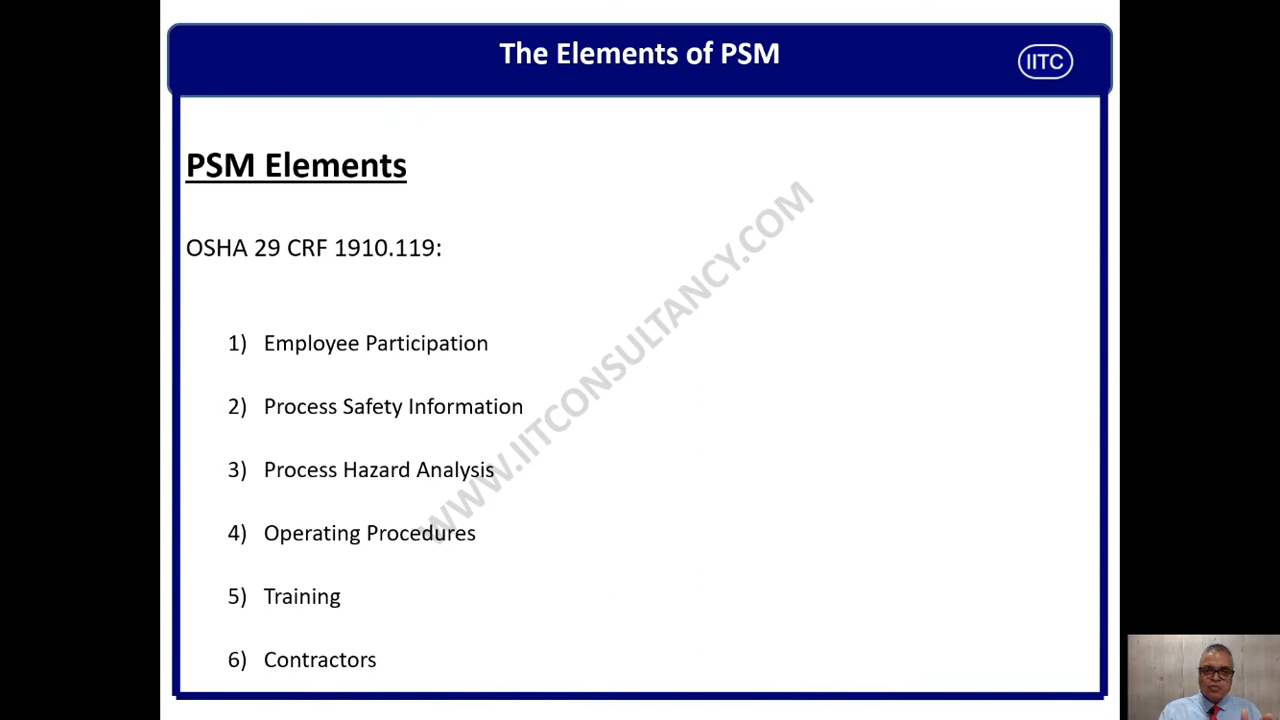 The Elements of PSM
IITC
PSM Elements
OSHA 29 CRF 1910.119:
1) Employee Participation
2) Process Safety Information
3) Process Hazard Analysis
4) Operating Procedures
5) Training
6) Contractors
WWW.IITCONSULTANCY.COM